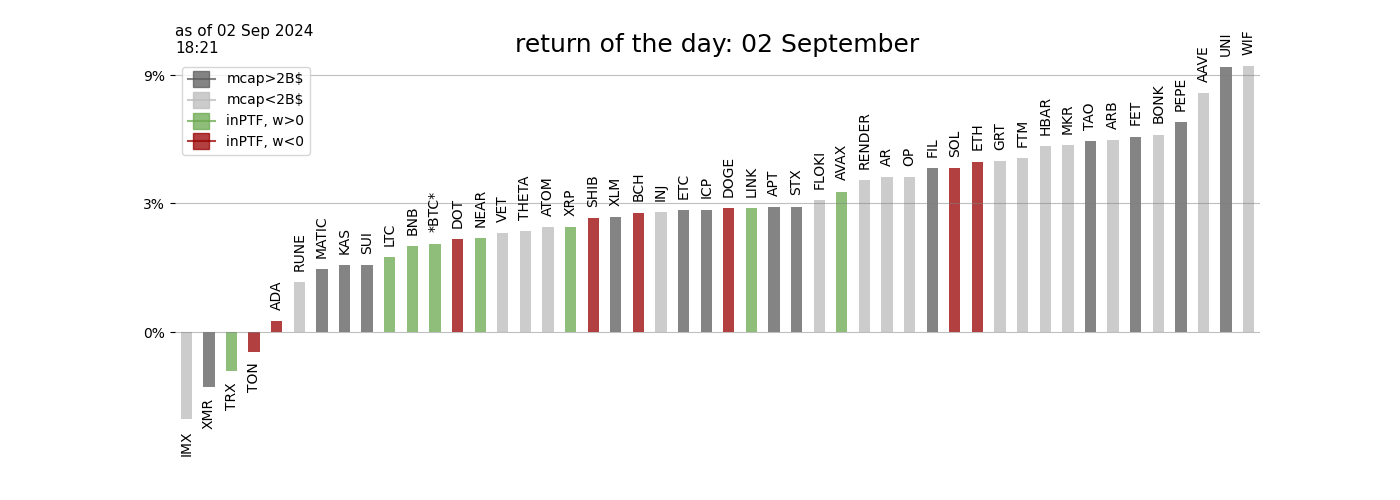 as of 02 Sep 2024
18:21
return of the day: 02 September
mcap>2B$
mcap<2B$
inPTF, w>0
inPTF, w<0
9%
3%
0%
IMX
XMR
TRX
TON
ADA
RUNE
MATIC
KAS
SUI
LTC
BNB
*BTC*
DOT
NEAR
VET
THETA
ATOM
XRP
SHIB
XLM
BCH
INJ
ETC
ICP
DOGE
LINK
APT
STX
FLOKI
AVAX
RENDER
AR
OP
FIL
SOL
ETH
GRT
FTM
HBAR
MKR
TAO
ARB
FET
BONK
PEPE
AAVE
UNI
WIF